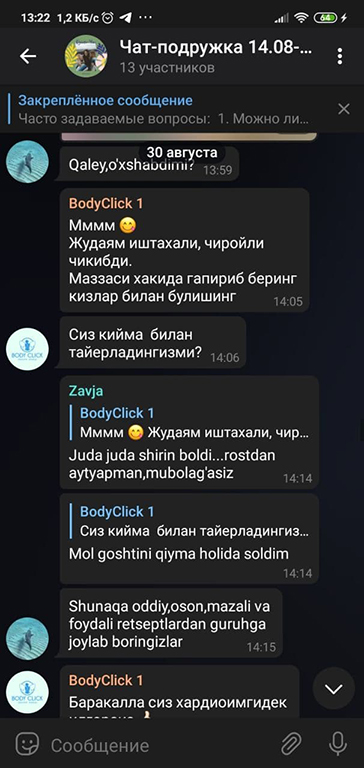 13:22 1,2 КБ/с ··· 64
Чат-подружка 14.08-...
13 участников
Закреплённое сообщение
Часто задаваемые вопросы: 1. Можно ли...
30 августа
Qaley,o'xshabdimi? 13:59
BodyClick 1
Мммм 😋
Жудаям иштахали, чиройли
чикибди.
Маззаси хакида гапириб беринг
кизлар билан булишинг 14:05
Сиз кийма билан
тайерладингизми? 14:06
BODY CLICK
Zavja
BodyClick 1
Мммм 😋 Жудаям иштахали, чир...
Juda juda shirin boldi...rostdan
aytyapman,mubolag'asiz 14:14
BodyClick 1
Сиз кийма билан тайерладингиз...
Mol goshtini qiyma holida soldim
14:14
Shunaqa oddiy,oson,mazali va
foydali retseptlardan guruhga
joylab boringizlar 14:15
BodyClick 1
Баракалла сиз хардиоимгидек
BODY CLICK
Сообщение